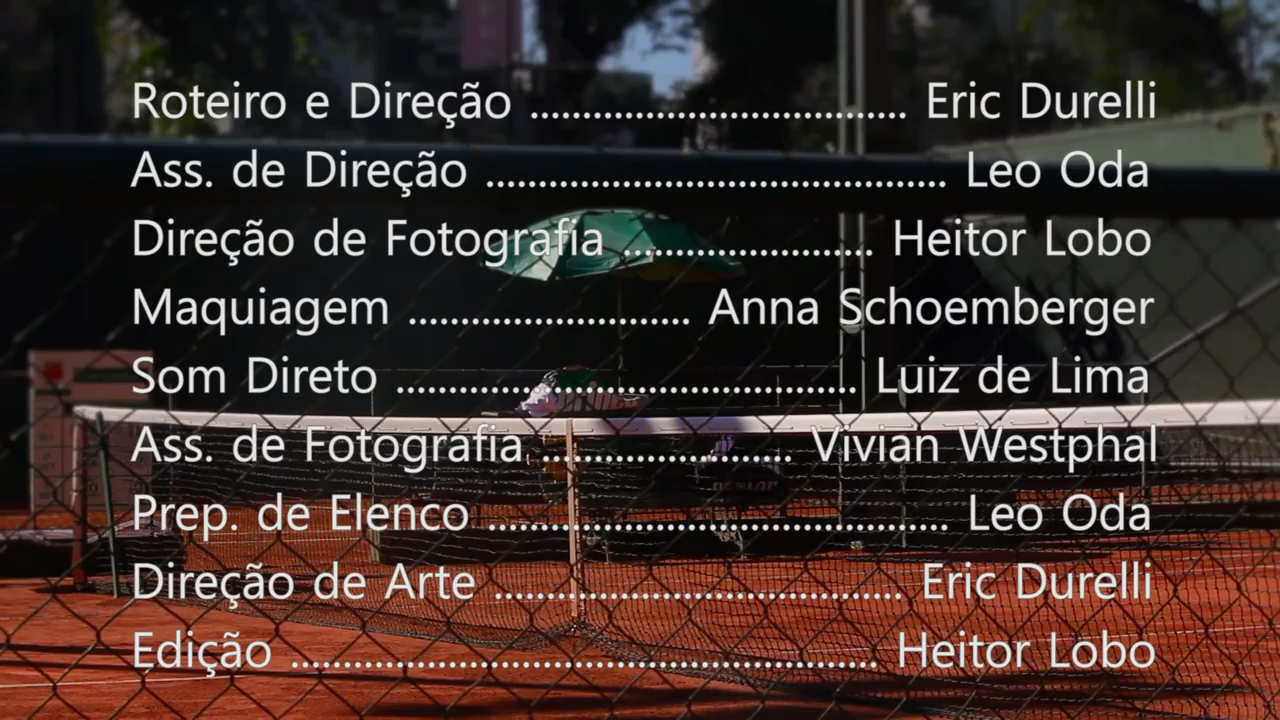 Roteiro e Direção .................................... Eric Durelli
Ass. de Direção ............................................ Leo Oda
Direção de Fotografia ........................ Heitor Lobo
Maquiagem ........................... Anna Schoemberger
Som Direto ............................................ Luiz de Lima
Ass. de Fotografia ........................ Vivian Westphal
Prep. de Elenco ............................................ Leo Oda
Direção de Arte ....................................... Eric Durelli
Edição ........................................................ Heitor Lobo